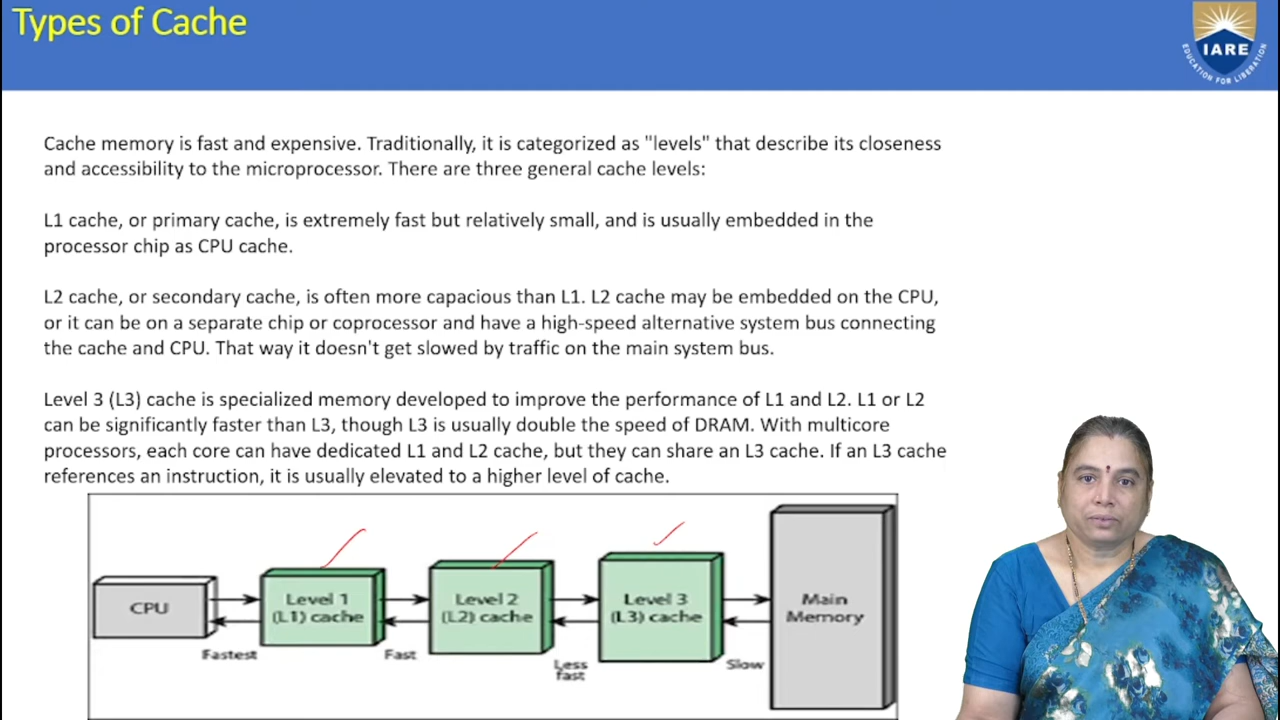 Types of Cache
IARE
EDUCATION FOR LIBERATION
Cache memory is fast and expensive. Traditionally, it is categorized as "levels" that describe its closeness
and accessibility to the microprocessor. There are three general cache levels:
L1 cache, or primary cache, is extremely fast but relatively small, and is usually embedded in the
processor chip as CPU cache.
L2 cache, or secondary cache, is often more capacious than L1. L2 cache may be embedded on the CPU,
or it can be on a separate chip or coprocessor and have a high-speed alternative system bus connecting
the cache and CPU. That way it doesn't get slowed by traffic on the main system bus.
Level 3 (L3) cache is specialized memory developed to improve the performance of L1 and L2. L1 or L2
can be significantly faster than L3, though L3 is usually double the speed of DRAM. With multicore
processors, each core can have dedicated L1 and L2 cache, but they can share an L3 cache. If an L3 cache
references an instruction, it is usually elevated to a higher level of cache.
CPU
Level 1
(L1) cache
Level 2
(L2) cache
Level 3
(L3) cache
Main
Memory
Fastest
Fast
Less
fast
Slow